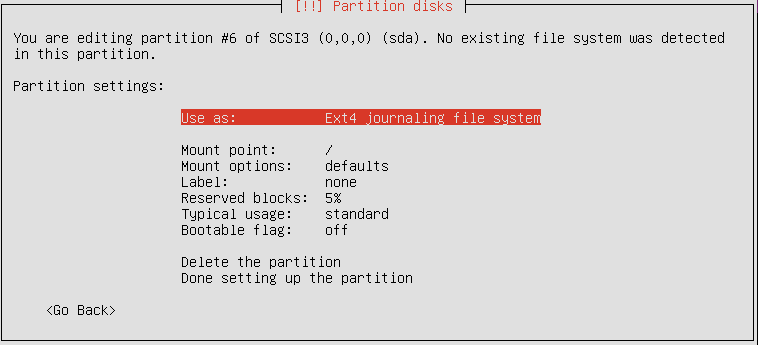 [!!] Partition disks
You are editing partition #6 of SCSI3 (0,0,0) (sda). No existing file system was detected
in this partition.
Partition settings:
Use as: Ext4 journaling file system
Mount point: /
Mount options: defaults
Label: none
Reserved blocks: 5%
Typical usage: standard
Bootable flag: off
Delete the partition
Done setting up the partition
<Go Back>